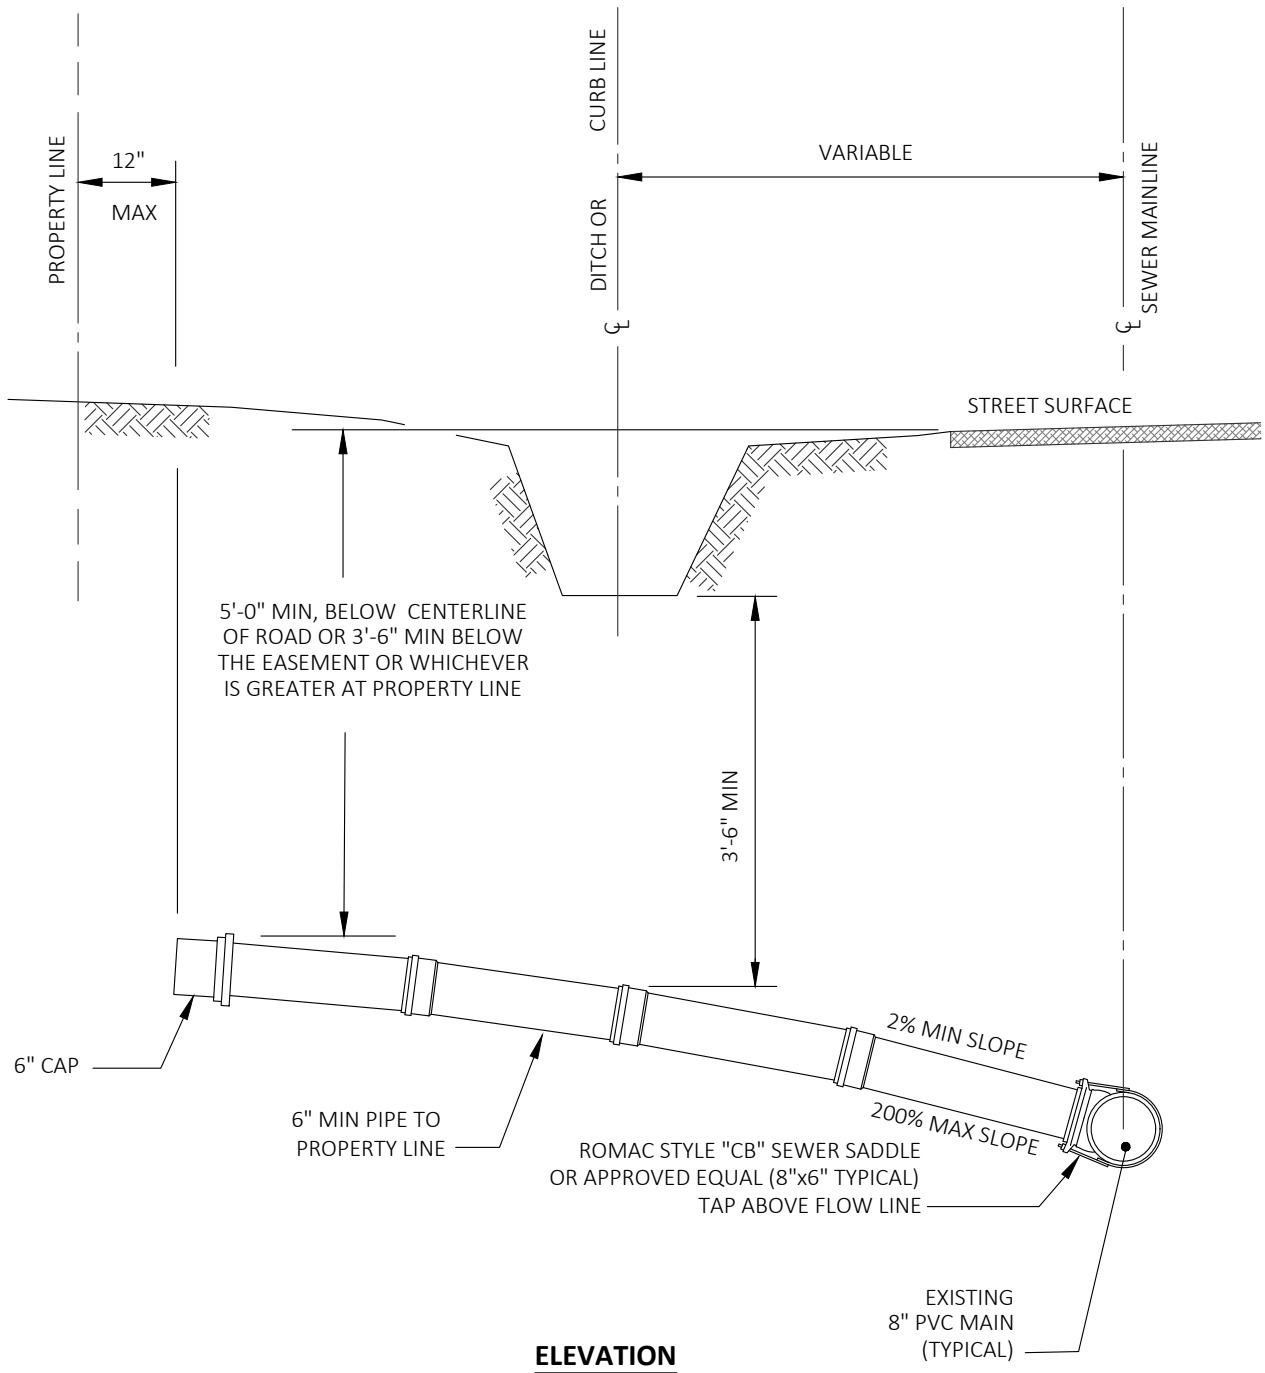 CURB LINE
DITCH OR
PROPERTY LINE
12"
MAX
VARIABLE
SEWER MAINLINE
CL
CL
STREET SURFACE
5'-0" MIN, BELOW CENTERLINE
OF ROAD OR 3'-6" MIN BELOW
THE EASEMENT OR WHICHEVER
IS GREATER AT PROPERTY LINE
3'-6" MIN
2% MIN SLOPE
200% MAX SLOPE
6" CAP
6" MIN PIPE TO
PROPERTY LINE
ROMAC STYLE "CB" SEWER SADDLE
OR APPROVED EQUAL (8"x6" TYPICAL)
TAP ABOVE FLOW LINE
EXISTING
8" PVC MAIN
(TYPICAL)
ELEVATION